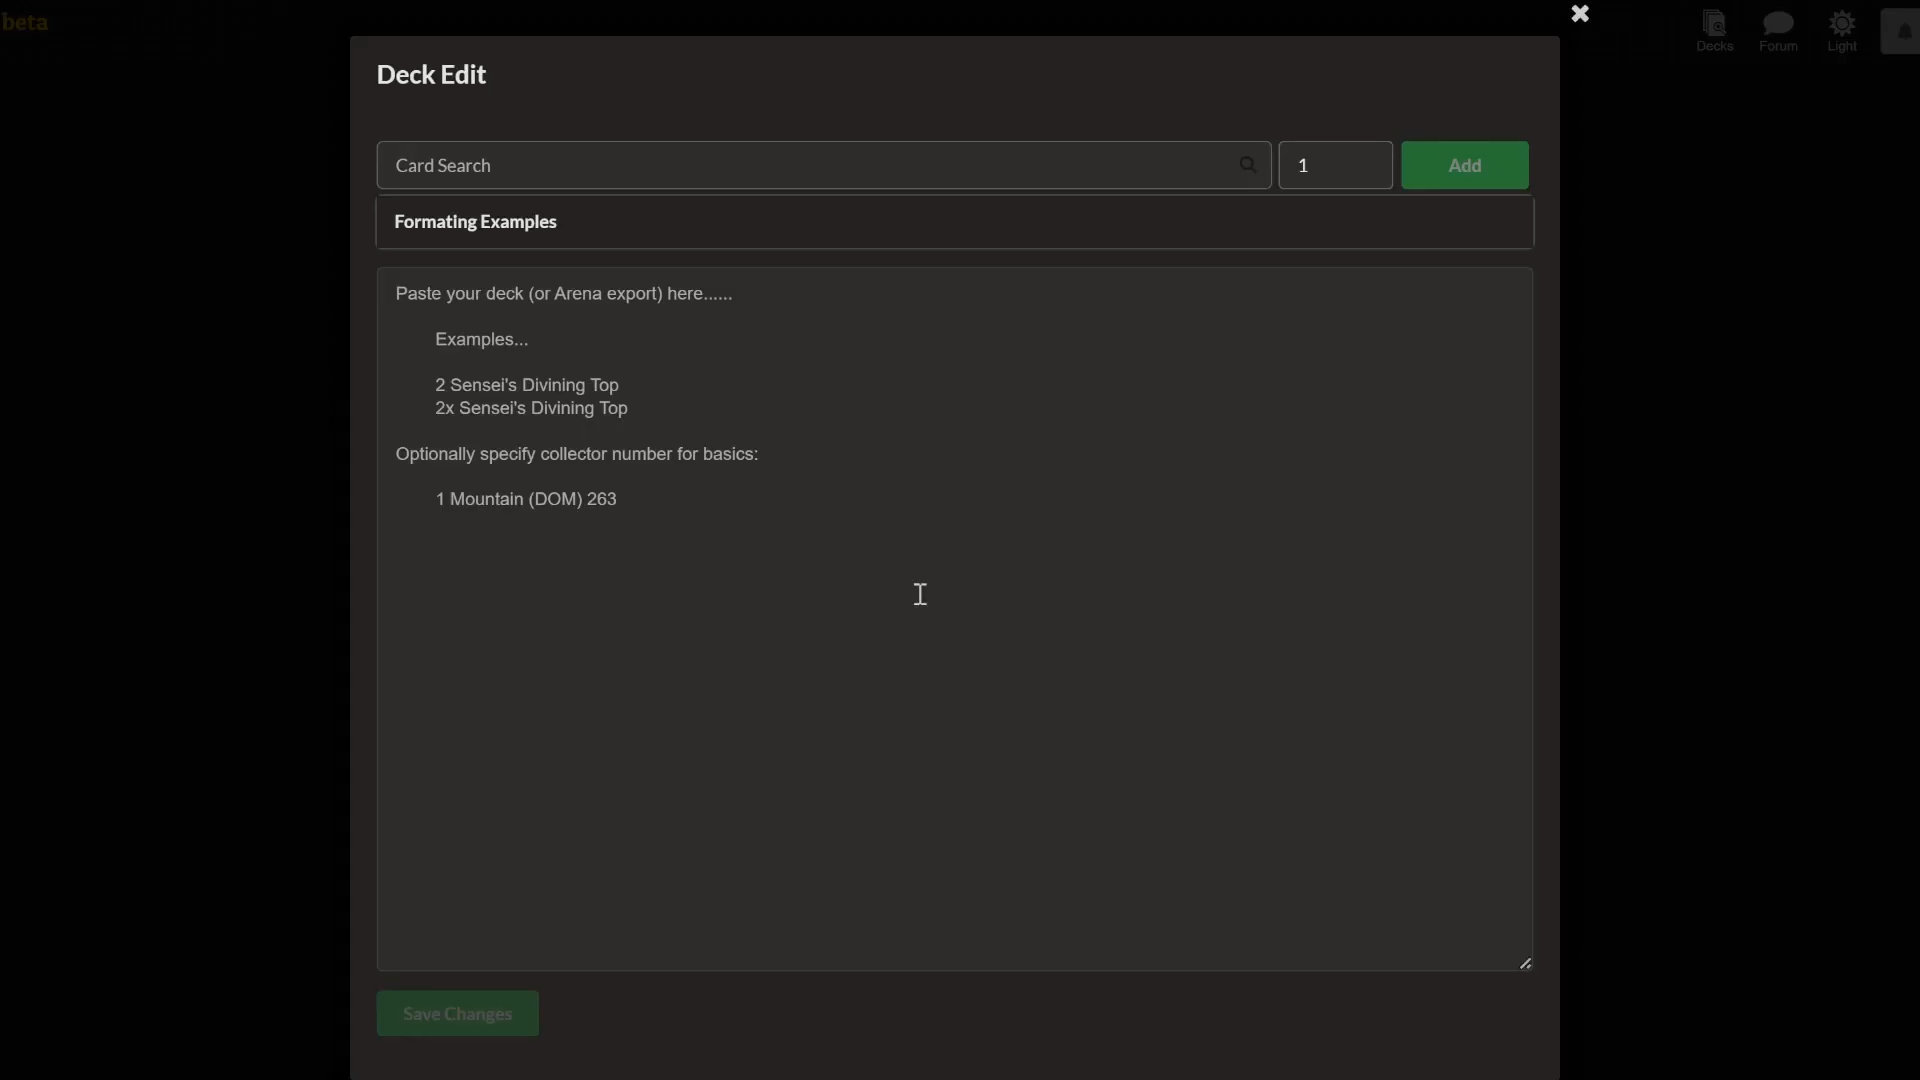 beta
Decks
Forum
Light
Deck Edit
Card Search
1
Add
Formating Examples
Paste your deck (or Arena export) here......
Examples...
2 Sensei's Divining Top
2x Sensei's Divining Top
Optionally specify collector number for basics:
1 Mountain (DOM) 263
Save Changes